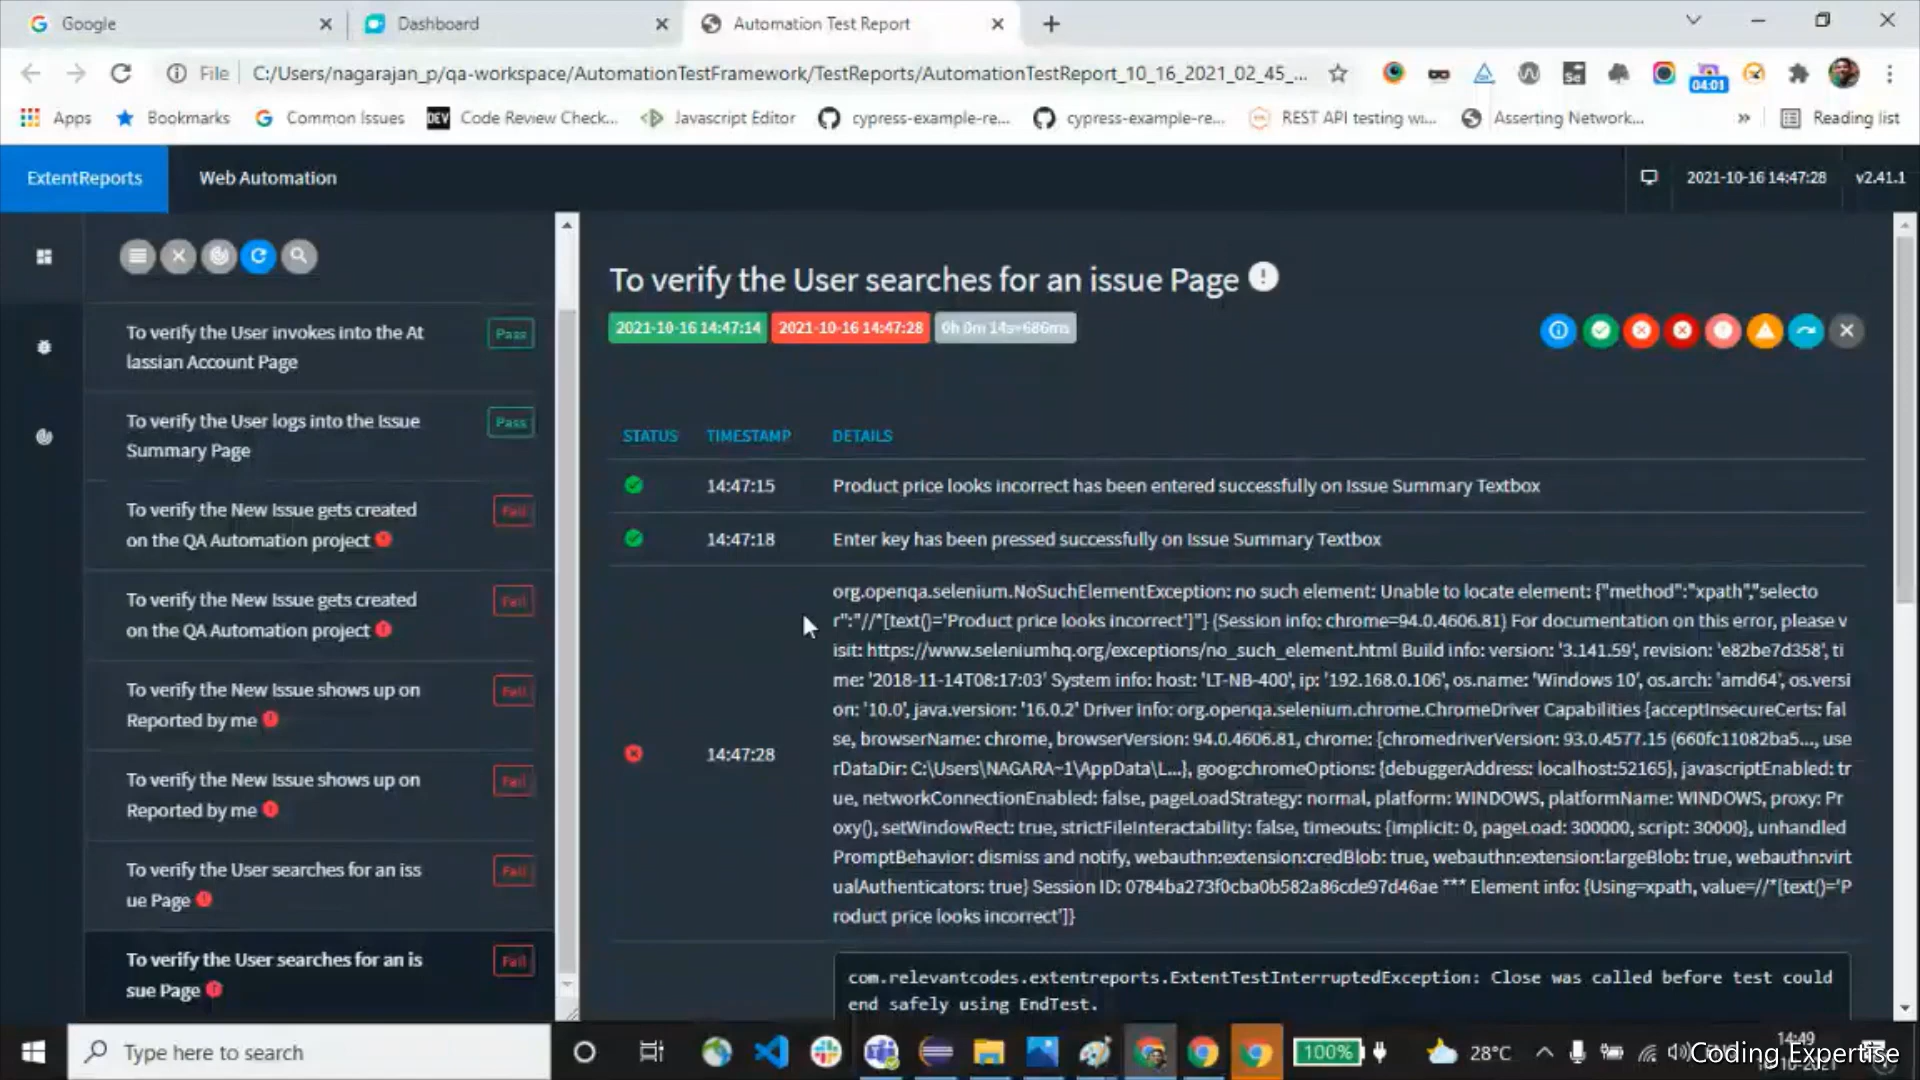 Google
Dashboard
Automation Test Report
File
C:/Users/nagarajan_p/qa-workspace/AutomationTestFramework/TestReports/AutomationTestReport_10_16_2021_02_45_...
04:01
Apps
Bookmarks
Common Issues
DEV
Code Review Check...
Javascript Editor
cypress-example-re...
cypress-example-re...
REST API testing wi...
Asserting Network...
»
Reading list
ExtentReports
Web Automation
2021-10-16 14:47:28
v2.41.1
To verify the User invokes into the At
lassian Account Page
Pass
To verify the User logs into the Issue
Summary Page
Pass
To verify the New Issue gets created
on the QA Automation project
Fail
To verify the New Issue gets created
on the QA Automation project
Fail
To verify the New Issue shows up on
Reported by me
Fail
To verify the New Issue shows up on
Reported by me
Fail
To verify the User searches for an iss
ue Page
Fail
To verify the User searches for an is
sue Page
Fail
To verify the User searches for an issue Page
2021-10-16 14:47:14
2021-10-16 14:47:28
0h 0m 14s+686ms
STATUS
TIMESTAMP
DETAILS
14:47:15
Product price looks incorrect has been entered successfully on Issue Summary Textbox
14:47:18
Enter key has been pressed successfully on Issue Summary Textbox
14:47:28
org.openqa.selenium.NoSuchElementException: no such element: Unable to locate element: {"method":"xpath","selecto
r":"//*[text()='Product price looks incorrect']"} (Session info: chrome=94.0.4606.81) For documentation on this error, please v
isit: https://www.seleniumhq.org/exceptions/no_such_element.html Build info: version: '3.141.59', revision: 'e82be7d358', ti
me: '2018-11-14T08:17:03' System info: host: 'LT-NB-400', ip: '192.168.0.106', os.name: 'Windows 10', os.arch: 'amd64', os.versi
on: '10.0', java.version: '16.0.2' Driver info: org.openqa.selenium.chrome.ChromeDriver Capabilities {acceptInsecureCerts: fal
se, browserName: chrome, browserVersion: 94.0.4606.81, chrome: {chromedriverVersion: 93.0.4577.15 (660fc11082ba5..., use
rDataDir: C:\Users\NAGARA~1\AppData\L...}, goog:chromeOptions: {debuggerAddress: localhost:52165}, javascriptEnabled: tr
ue, networkConnectionEnabled: false, pageLoadStrategy: normal, platform: WINDOWS, platformName: WINDOWS, proxy: Pr
oxy(), setWindowRect: true, strictFileInteractability: false, timeouts: {implicit: 0, pageLoad: 300000, script: 30000}, unhandled
PromptBehavior: dismiss and notify, webauthn:extension:credBlob: true, webauthn:extension:largeBlob: true, webauthn:virt
ualAuthenticators: true} Session ID: 0784ba273f0cba0b582a86cde97d46ae *** Element info: {Using=xpath, value=//*[text()='P
roduct price looks incorrect']}
com.relevantcodes.extentreports.ExtentTestInterruptedException: Close was called before test could
end safely using EndTest.
Type here to search
100%
28°C
14:49
Coding Expertise